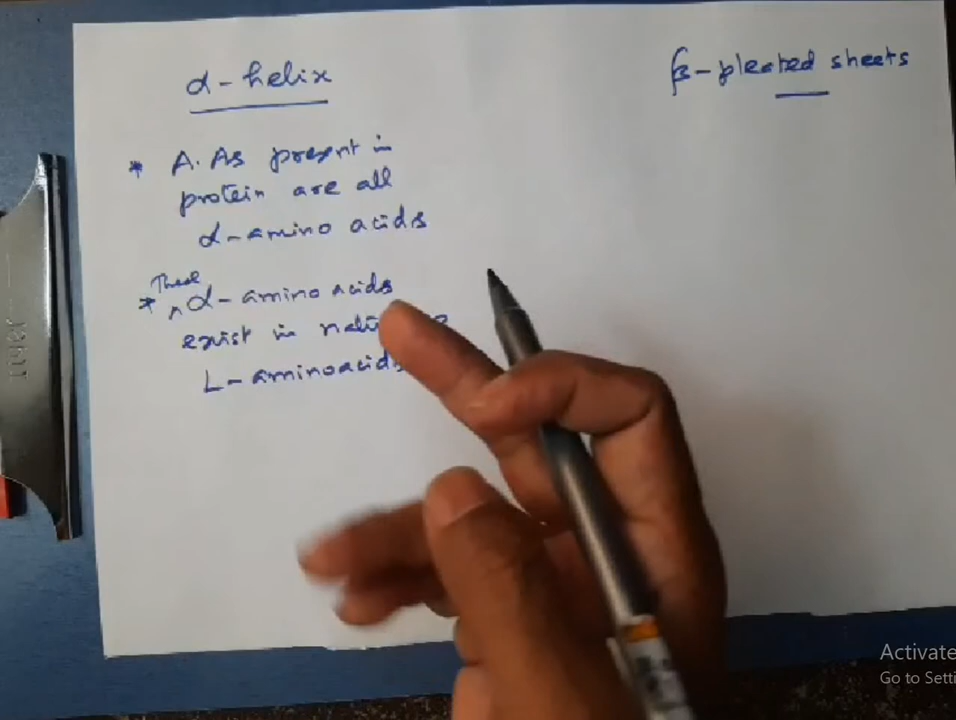 α-helix
β-pleated sheets
* A.As present in
protein are all
α-amino acids
These
* ^ α-amino acids
exist in
L-aminoacids
Activate
Go to Setti